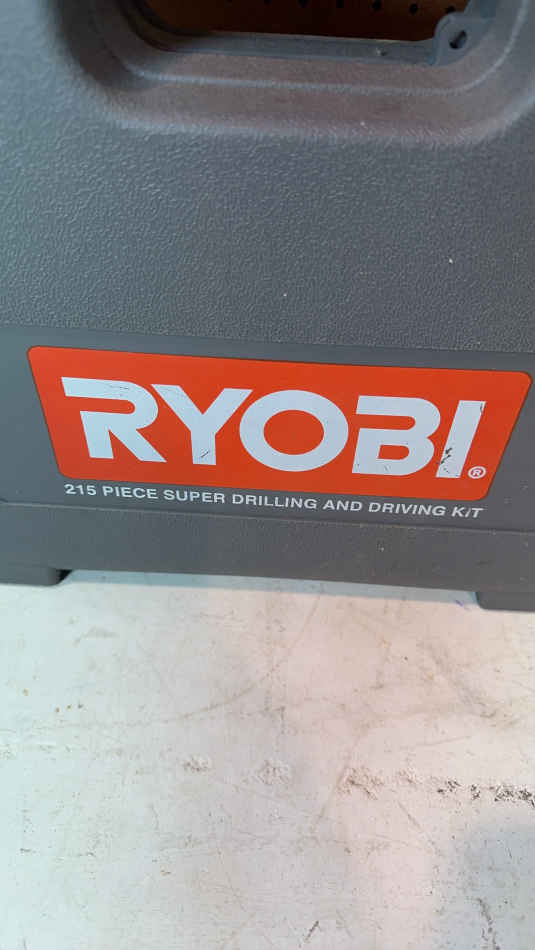 RYOBI®
215 PIECE SUPER DRILLING AND DRIVING KIT